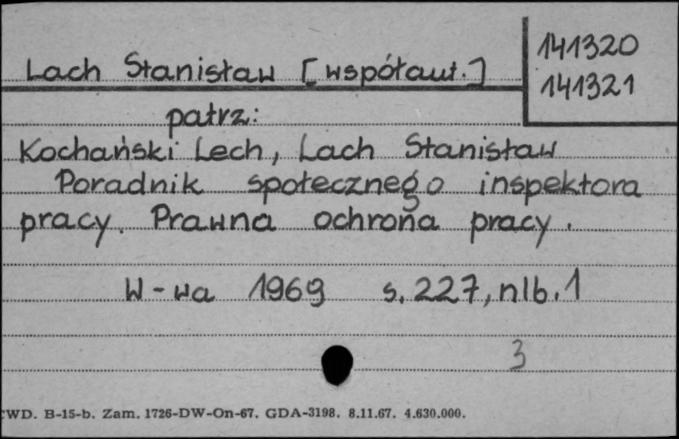 Lach Stanisław [współaut.]
141320
141321
patrz:
Kochański Lech, Lach Stanisław
Poradnik społecznego inspektora
pracy. Prawna ochrona pracy.
W-wa 1969 s. 227, nlb. 1
3
CWD. B-15-b. Zam. 1726-DW-On-67. GDA-3198. 8.11.67. 4.630.000.